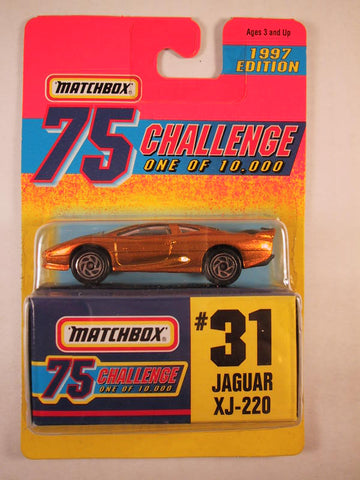 Ages 3 and Up
1997
EDITION
MATCHBOX
75 CHALLENGE
ONE OF 10,000
MATCHBOX
75 CHALLENGE
ONE OF 10,000
#31
JAGUAR
XJ-220